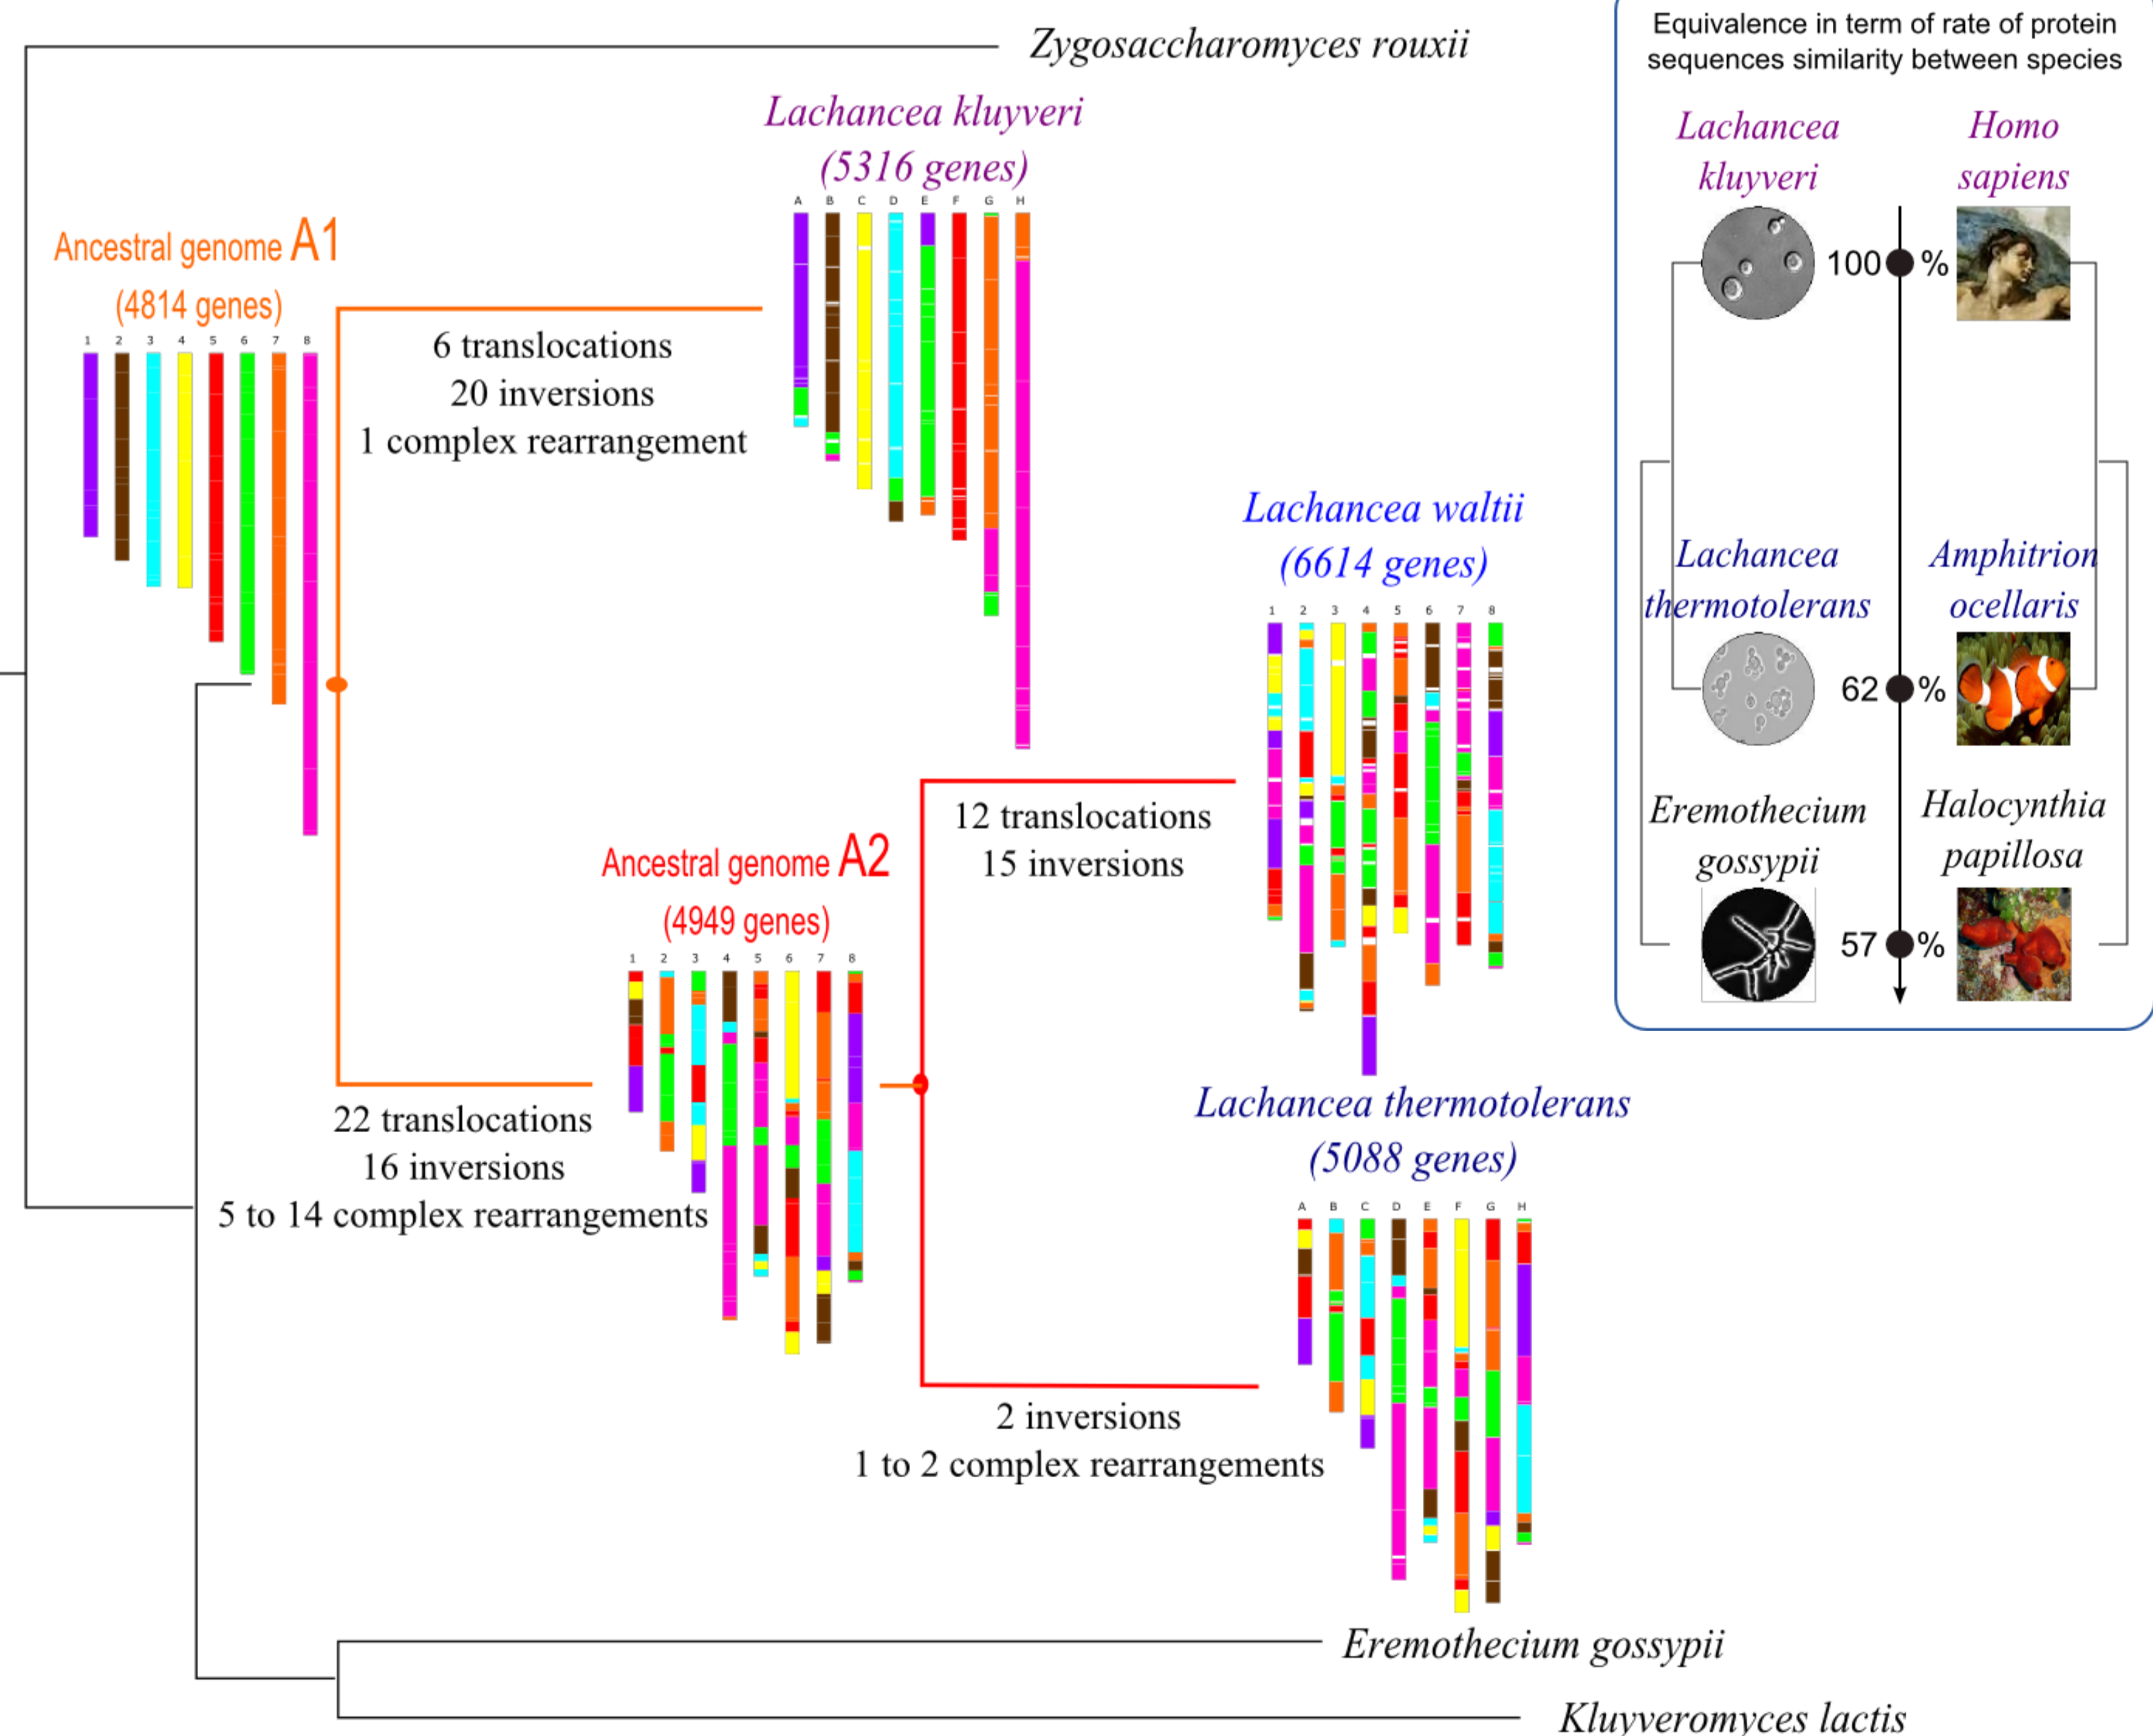 Zygosaccharomyces rouxii
Lachancea kluyveri
(5316 genes)
A B C D E F G H
Ancestral genome A1
(4814 genes)
1 2 3 4 5 6 7 8
6 translocations
20 inversions
1 complex rearrangement
Lachancea waltii
(6614 genes)
1 2 3 4 5 6 7 8
12 translocations
15 inversions
Ancestral genome A2
(4949 genes)
1 2 3 4 5 6 7 8
22 translocations
16 inversions
5 to 14 complex rearrangements
Lachancea thermotolerans
(5088 genes)
A B C D E F G H
2 inversions
1 to 2 complex rearrangements
Eremothecium gossypii
Kluyveromyces lactis
Equivalence in term of rate of protein
sequences similarity between species
Lachancea
kluyveri
Homo
sapiens
100 %
Lachancea
thermotolerans
Amphitrion
ocellaris
62 %
Eremothecium
gossypii
Halocynthia
papillosa
57 %